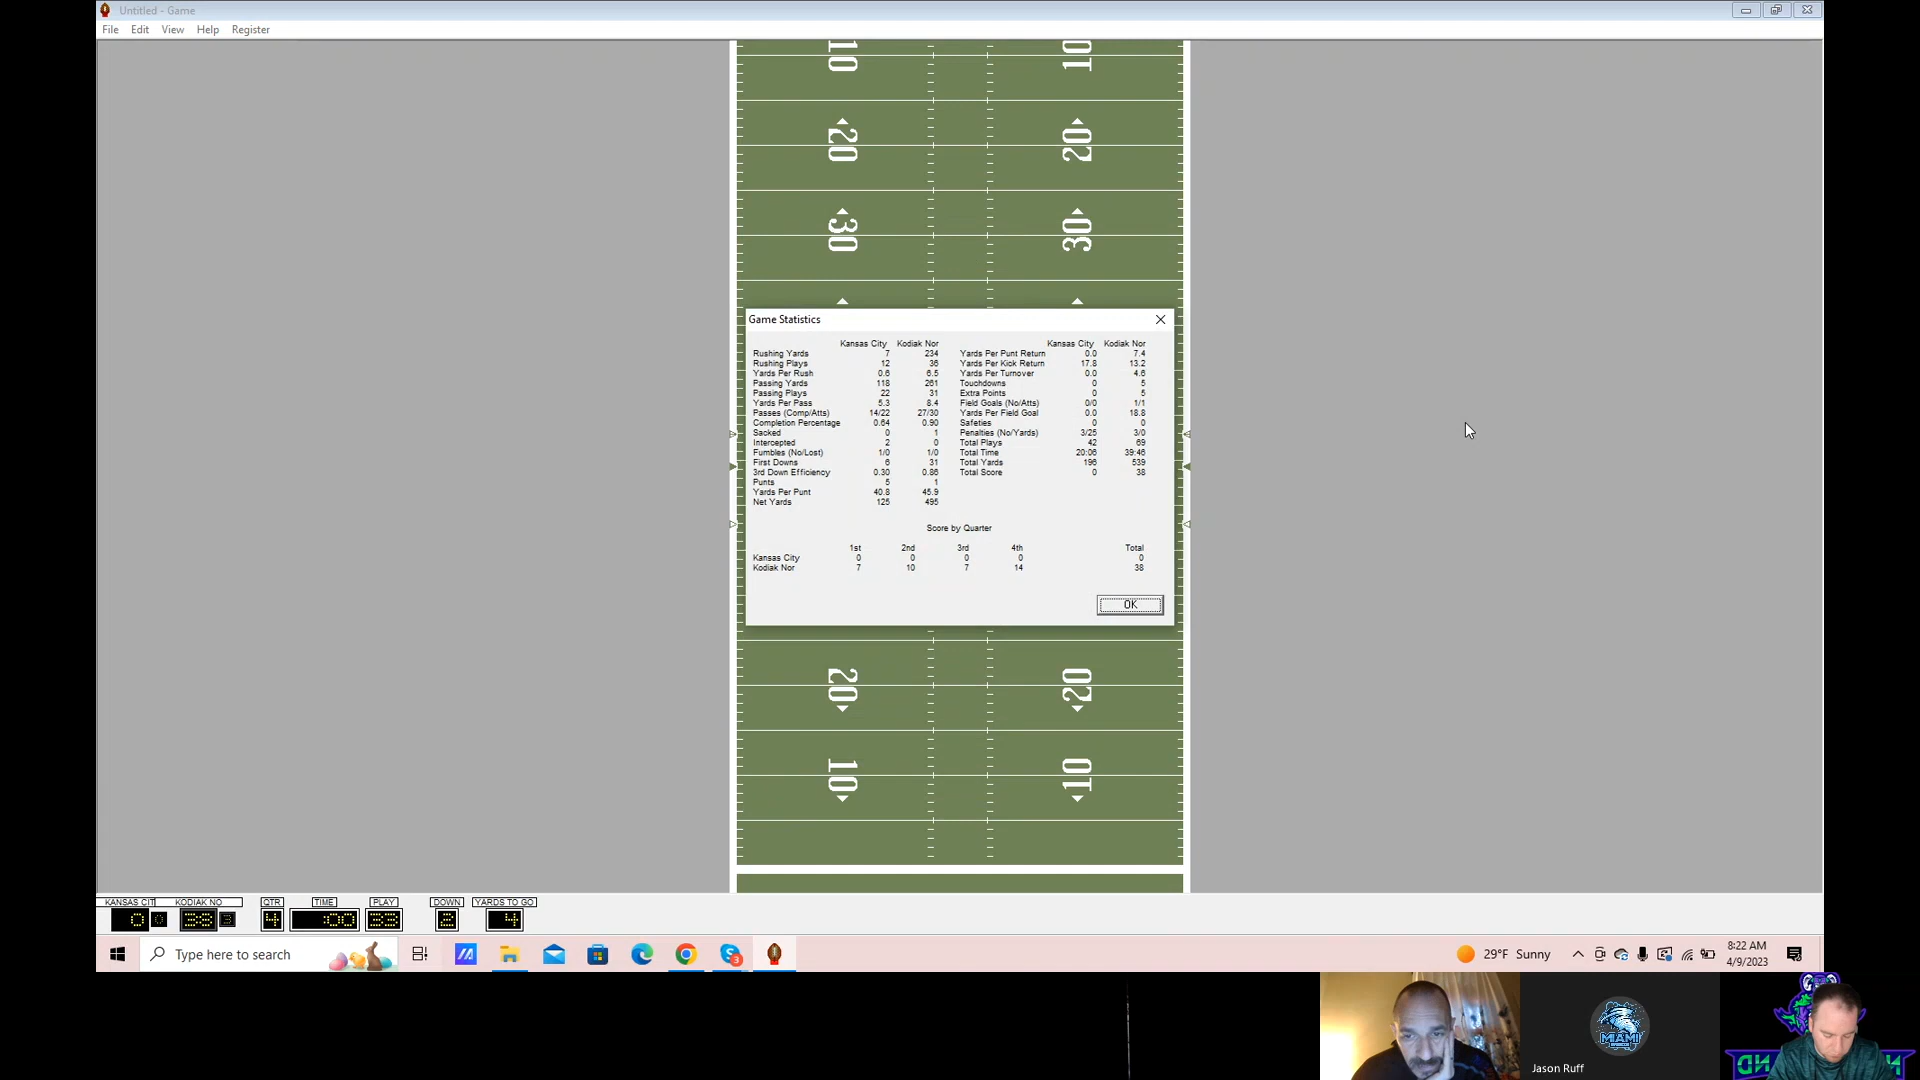 Untitled - Game
File Edit View Help Register
10 10
20 20
30 30
Game Statistics
Kansas City Kodiak Nor Kansas City Kodiak Nor
Rushing Yards 7 234 Yards Per Punt Return 0.0 7.4
Rushing Plays 12 36 Yards Per Kick Return 17.8 13.2
Yards Per Rush 0.6 6.5 Yards Per Turnover 0.0 4.6
Passing Yards 118 261 Touchdowns 0 5
Passing Plays 22 31 Extra Points 0 5
Yards Per Pass 5.3 8.4 Field Goals (No/Atts) 0/0 1/1
Passes (Comp/Atts) 14/22 27/30 Yards Per Field Goal 0.0 18.8
Completion Percentage 0.64 0.90 Safeties 0 0
Sacked 0 1 Penalties (No/Yards) 3/25 3/0
Intercepted 2 0 Total Plays 42 69
Fumbles (No/Lost) 1/0 1/0 Total Time 20:06 39:46
First Downs 6 31 Total Yards 196 539
3rd Down Efficiency 0.30 0.86 Total Score 0 38
Punts 5 1
Yards Per Punt 40.8 45.9
Net Yards 125 495
Score by Quarter
1st 2nd 3rd 4th Total
Kansas City 0 0 0 0 0
Kodiak Nor 7 10 7 14 38
OK
20 20
10 10
KANSAS CIT KODIAK NO QTR TIME PLAY DOWN YARDS TO GO
0 0 38 3 4 :00 33 2 4
Type here to search
3
29°F Sunny
8:22 AM
4/9/2023
MIAMI
Jason Ruff